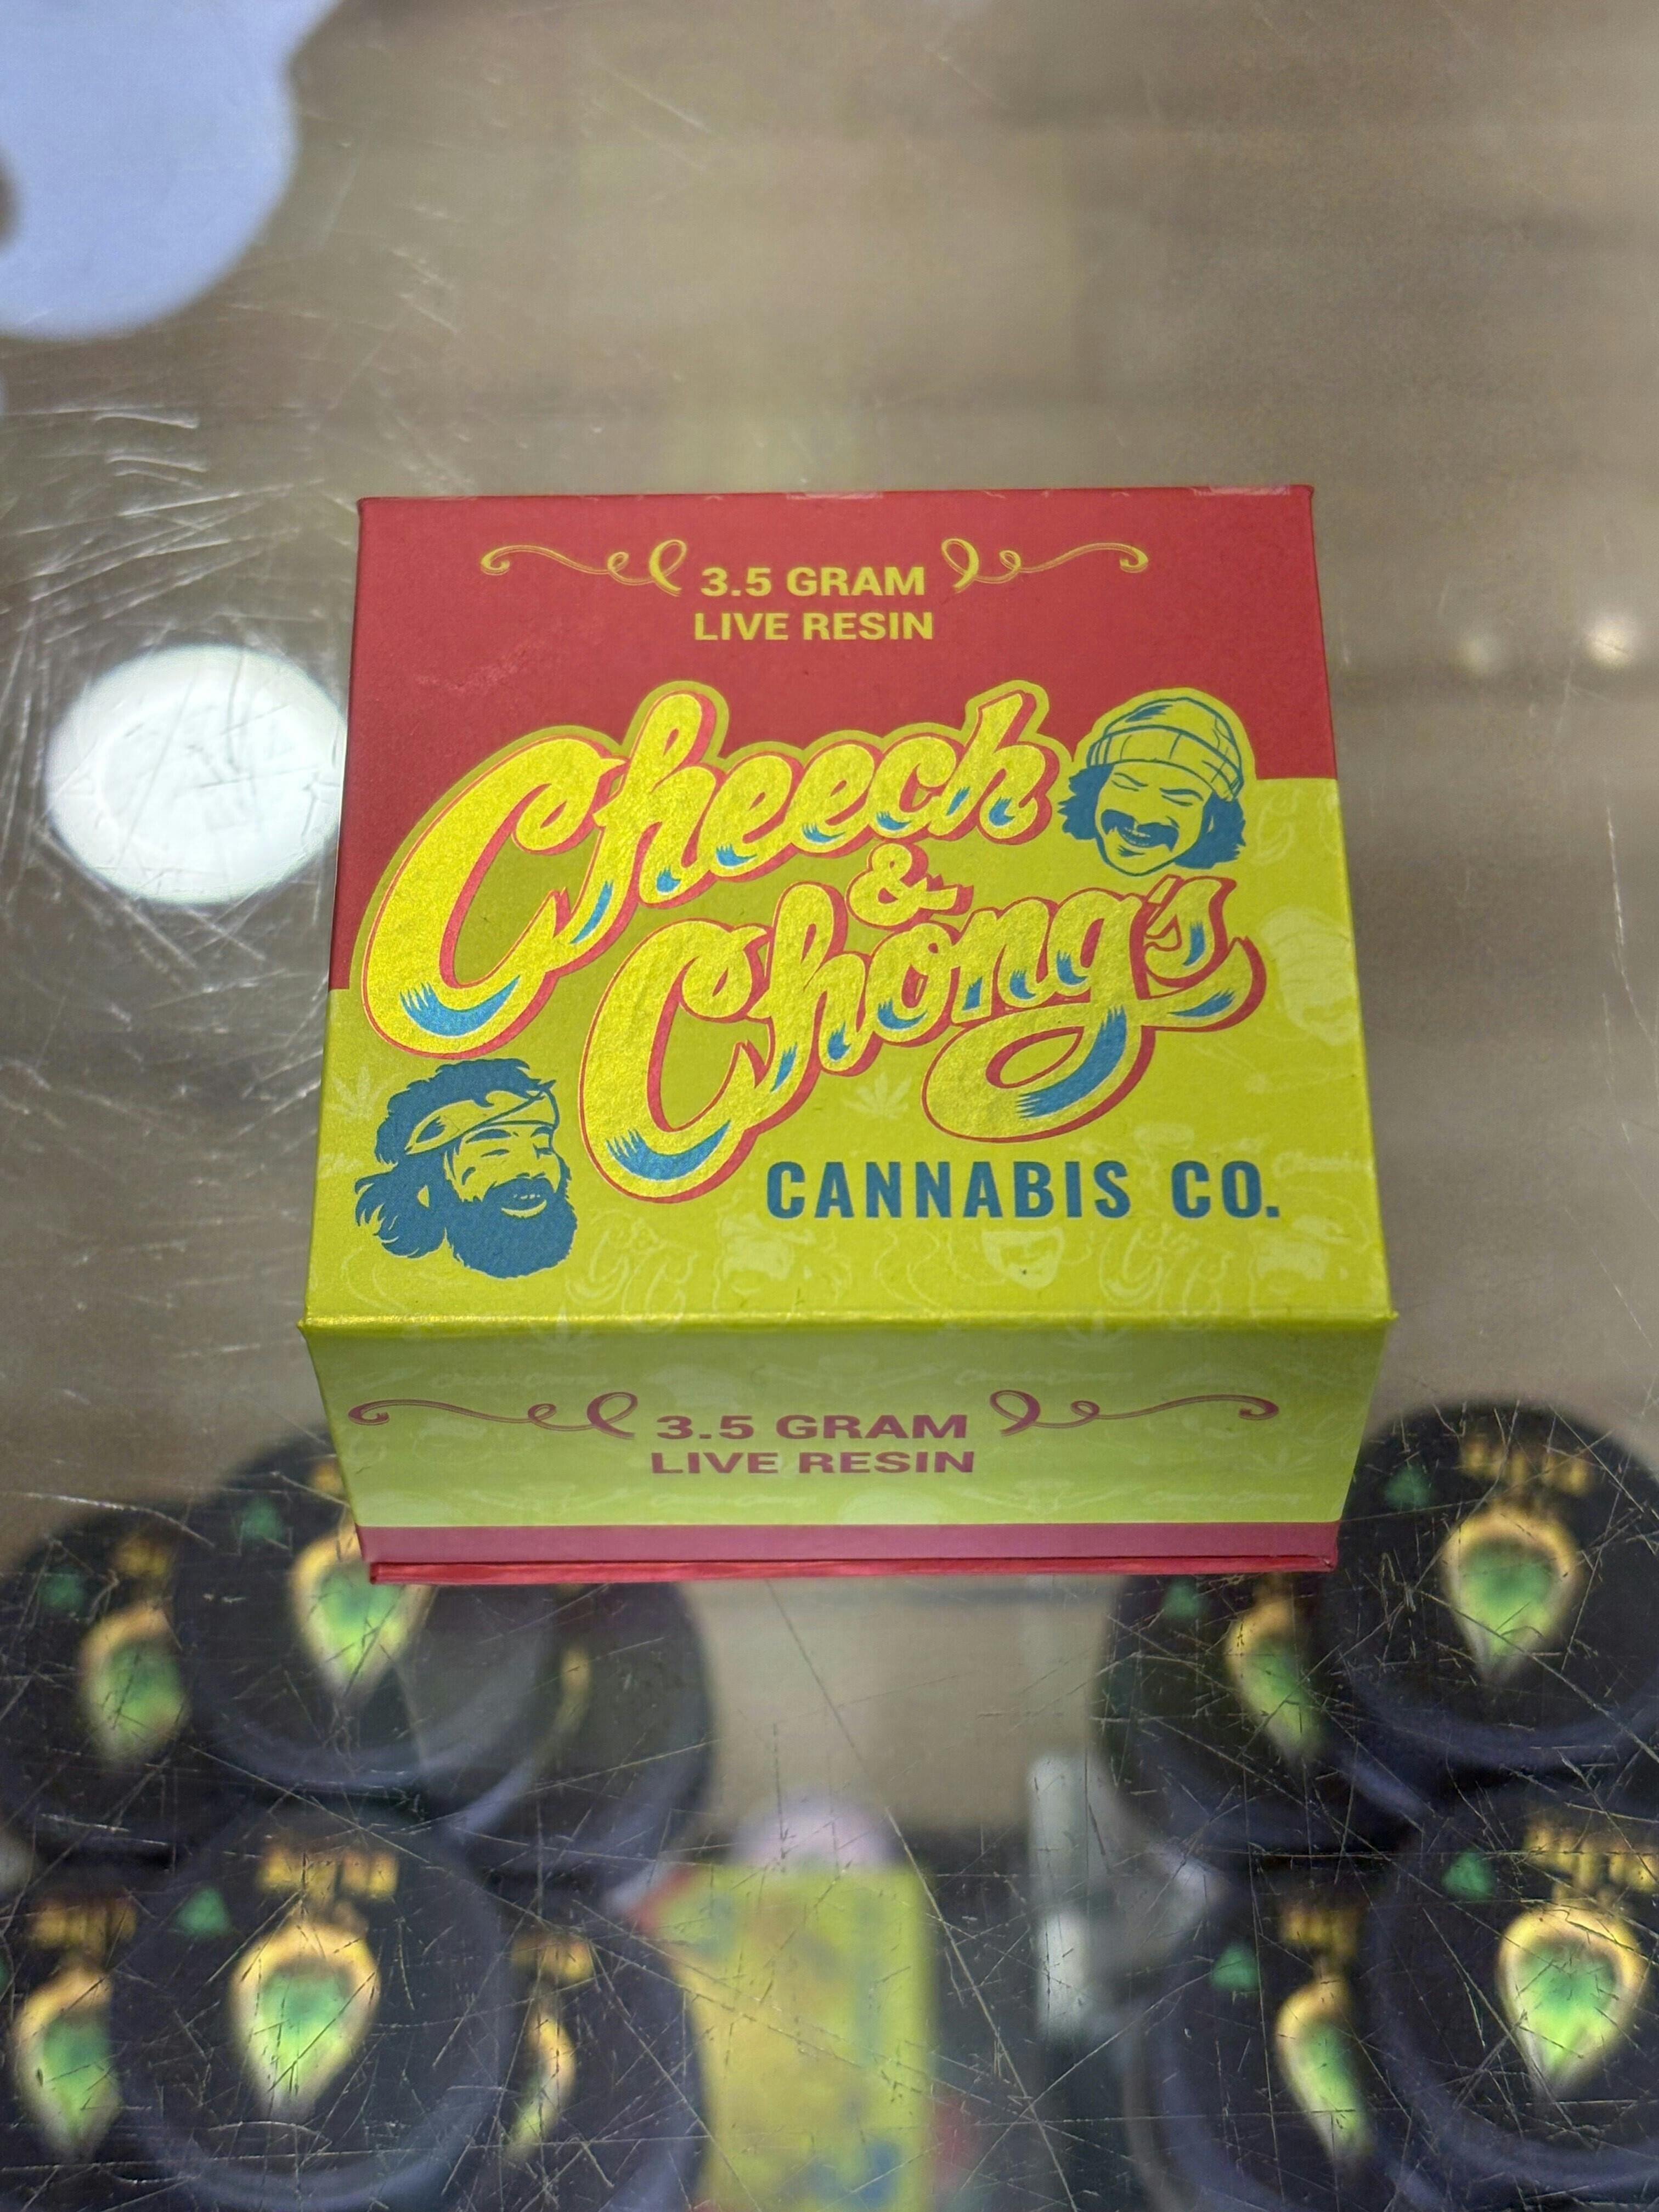 3.5 GRAM
LIVE RESIN
Cheech
&
Chong's
CANNABIS CO.
3.5 GRAM
LIVE RESIN